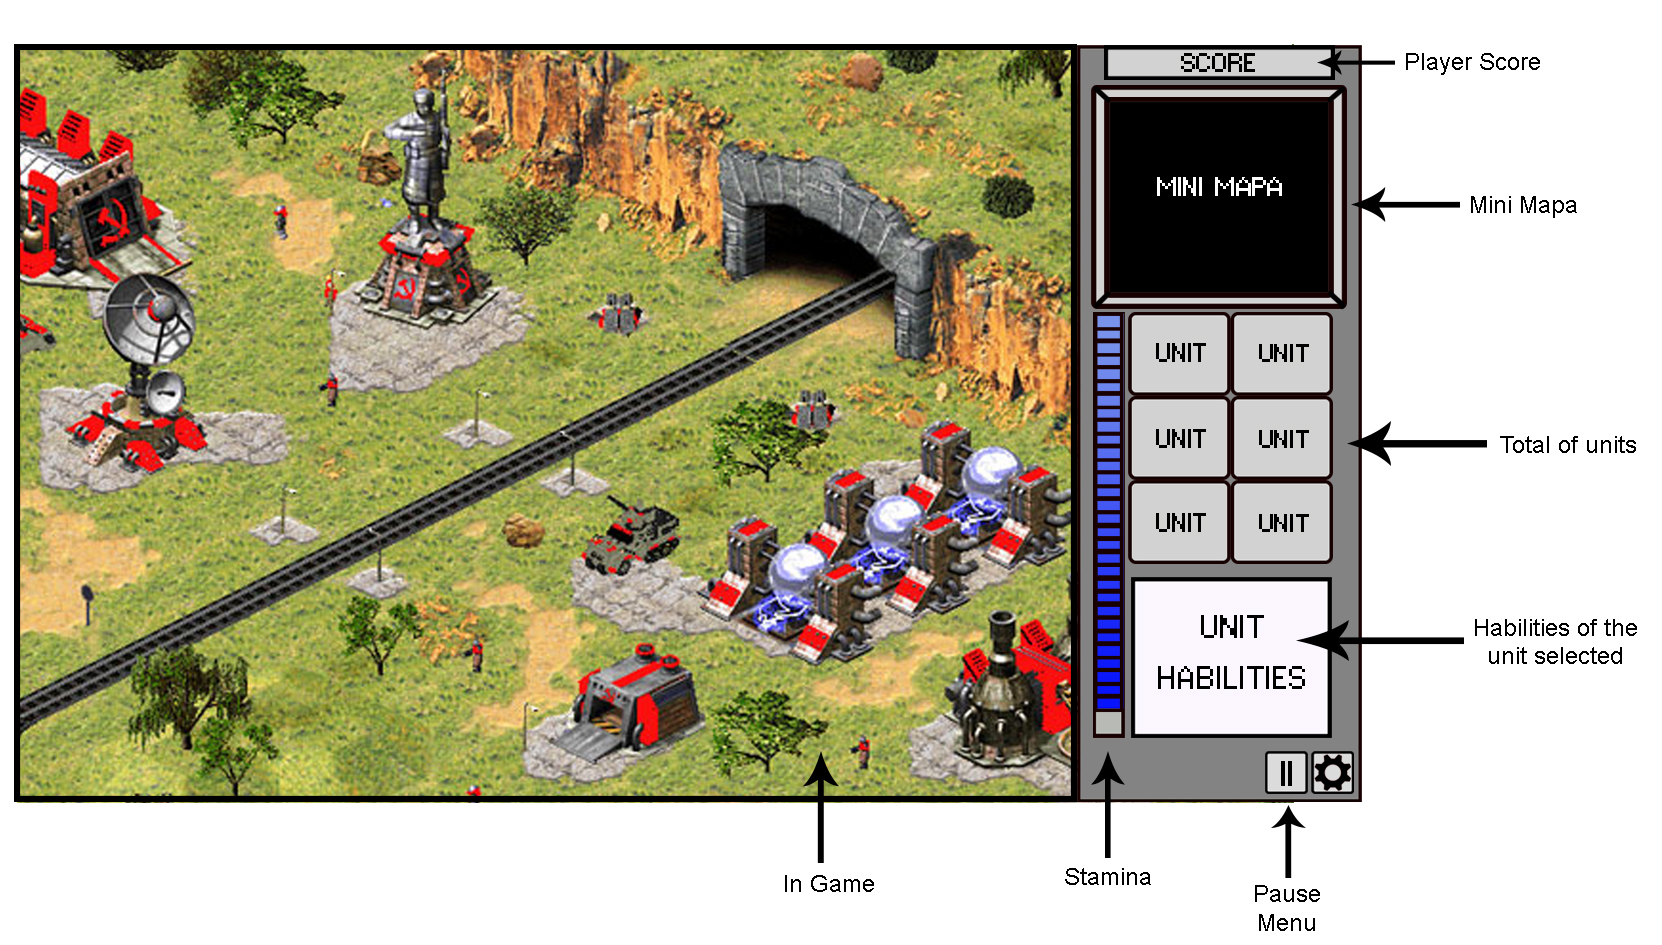 SCORE
Player Score
MINI MAPA
Mini Mapa
UNIT UNIT
UNIT UNIT
Total of units
UNIT UNIT
UNIT
HABILITIES
Habilities of the
unit selected
In Game
Stamina
Pause
Menu